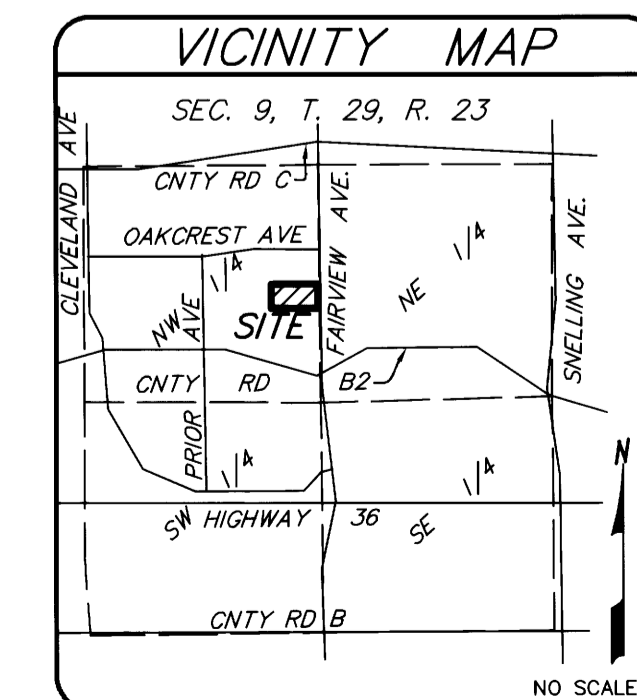 VICINITY MAP
SEC. 9, T. 29, R. 23
CLEVELAND AVE
CNTY RD C
FAIRVIEW AVE.
SNELLING AVE.
OAKCREST AVE
NW 1/4
NE 1/4
SITE
PRIOR AVE
CNTY RD B2
SW 1/4
SE 1/4
HIGHWAY 36
CNTY RD B
N
NO SCALE